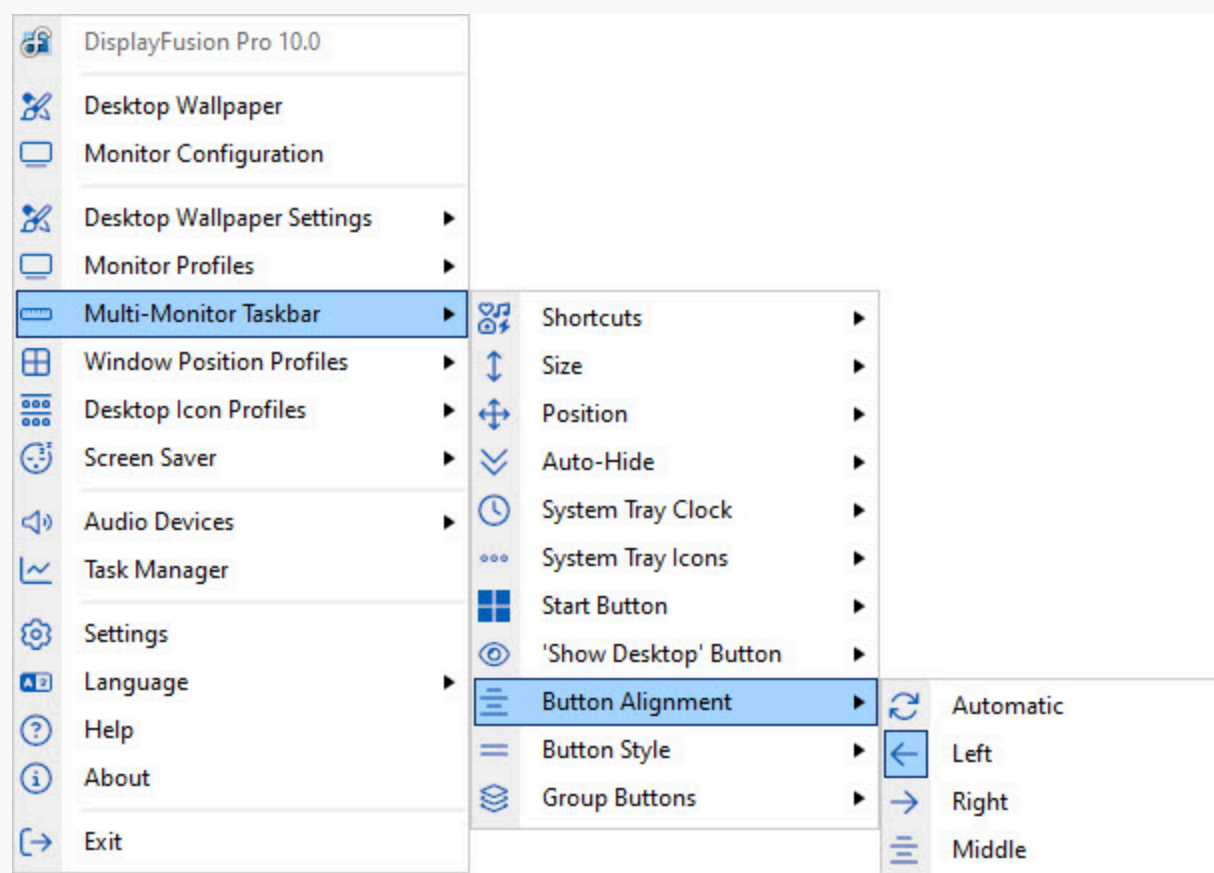 DisplayFusion Pro 10.0
Desktop Wallpaper
Monitor Configuration
Desktop Wallpaper Settings
Monitor Profiles
Multi-Monitor Taskbar
Window Position Profiles
Desktop Icon Profiles
Screen Saver
Audio Devices
Task Manager
Settings
Language
Help
About
Exit
Shortcuts
Size
Position
Auto-Hide
System Tray Clock
System Tray Icons
Start Button
'Show Desktop' Button
Button Alignment
Button Style
Group Buttons
Automatic
Left
Right
Middle